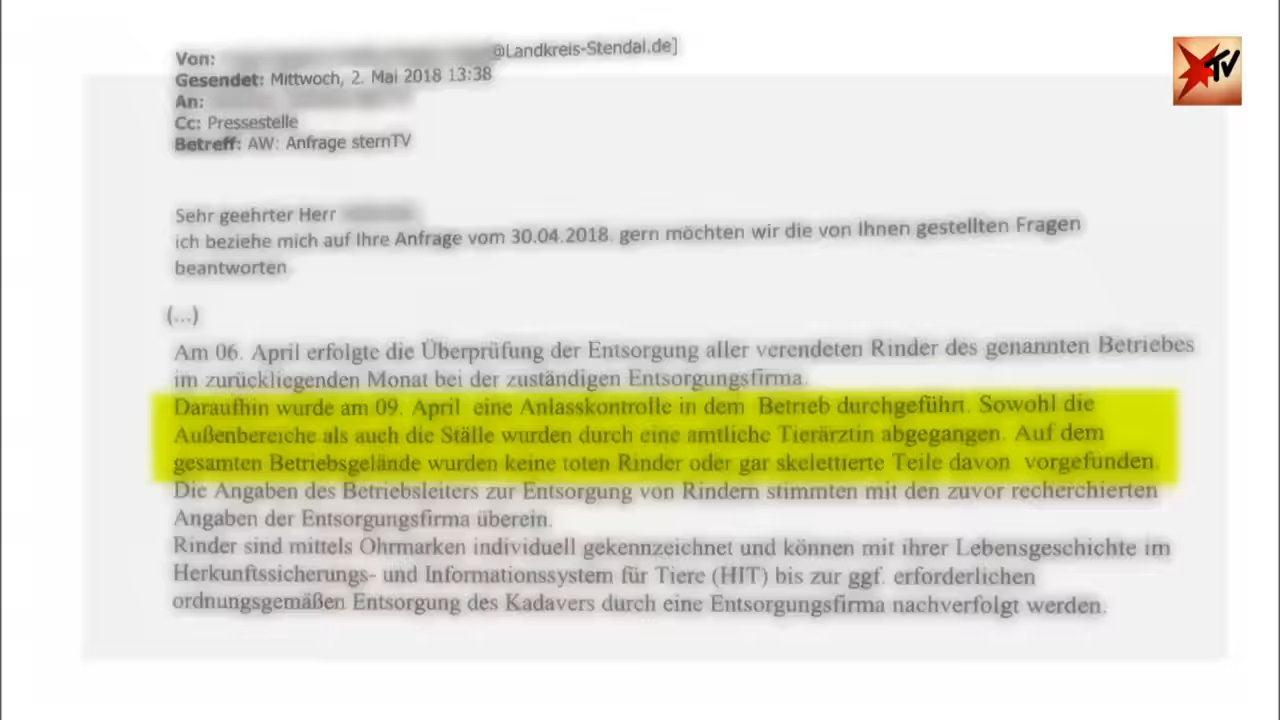 TV
Von: @Landkreis-Stendal.de]
Gesendet: Mittwoch, 2. Mai 2018 13:38
An:
Cc: Pressestelle
Betreff: AW: Anfrage sternTV
Sehr geehrter Herr
ich beziehe mich auf Ihre Anfrage vom 30.04.2018. gern möchten wir die von Ihnen gestellten Fragen
beantworten.
(...)
Am 06. April erfolgte die Überprüfung der Entsorgung aller verendeten Rinder des genannten Betriebes
im zurückliegenden Monat bei der zuständigen Entsorgungsfirma.
Daraufhin wurde am 09. April eine Anlasskontrolle in dem Betrieb durchgeführt. Sowohl die
Außenbereiche als auch die Ställe wurden durch eine amtliche Tierärztin abgegangen. Auf dem
gesamten Betriebsgelände wurden keine toten Rinder oder gar skelettierte Teile davon vorgefunden.
Die Angaben des Betriebsleiters zur Entsorgung von Rindern stimmten mit den zuvor recherchierten
Angaben der Entsorgungsfirma überein.
Rinder sind mittels Ohrmarken individuell gekennzeichnet und können mit ihrer Lebensgeschichte im
Herkunftssicherungs- und Informationssystem für Tiere (HIT) bis zur ggf. erforderlichen
ordnungsgemäßen Entsorgung des Kadavers durch eine Entsorgungsfirma nachverfolgt werden.